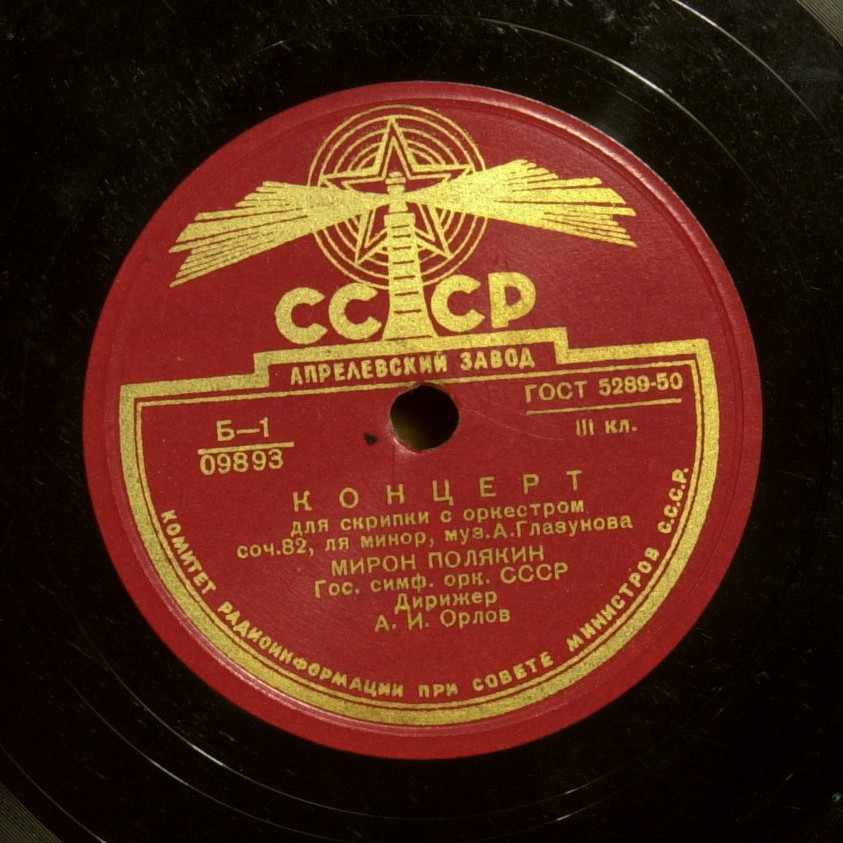 СССР
АПРЕЛЕВСКИЙ ЗАВОД
ГОСТ 5289-50
Б—1
III кл.
09893
КОНЦЕРТ
для скрипки с оркестром
соч.82, ля минор, муз.А.Глазунова
МИРОН ПОЛЯКИН
Гос. симф. орк. СССР
Дирижер
А. И. Орлов
КОМИТЕТ РАДИОИНФОРМАЦИИ ПРИ СОВЕТЕ МИНИСТРОВ С.С.С.Р.